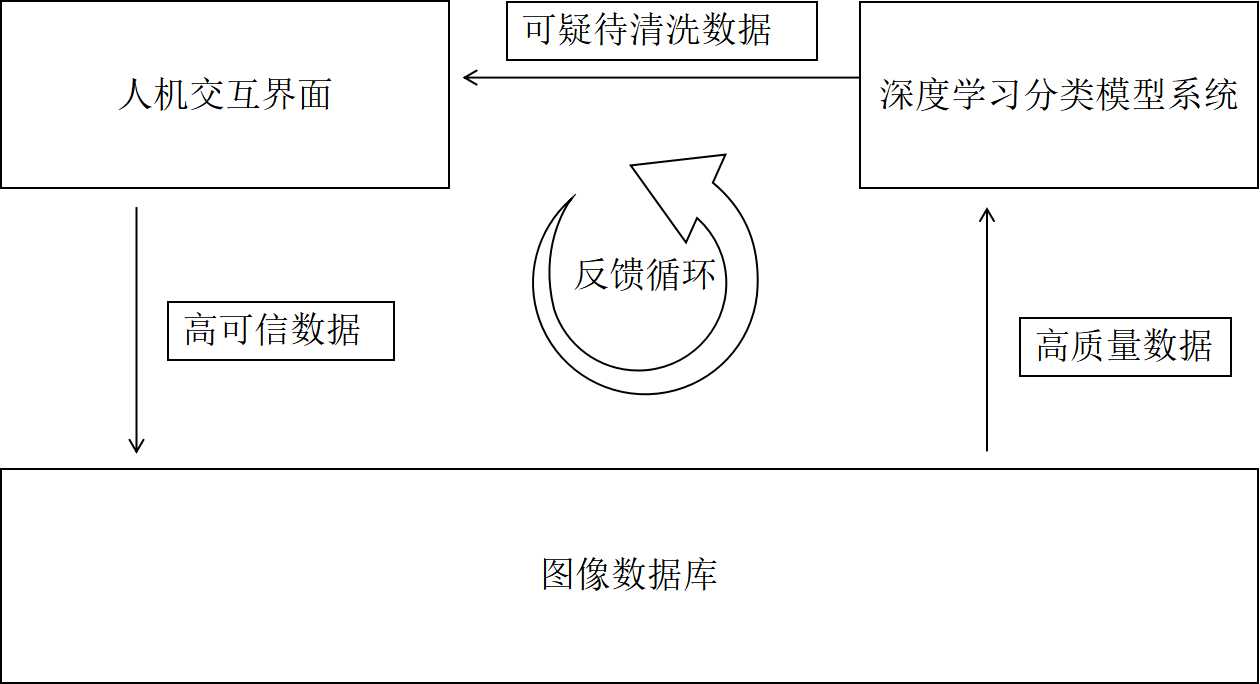 可疑待清洗数据
人机交互界面
深度学习分类模型系统
反馈循环
高可信数据
高质量数据
图像数据库